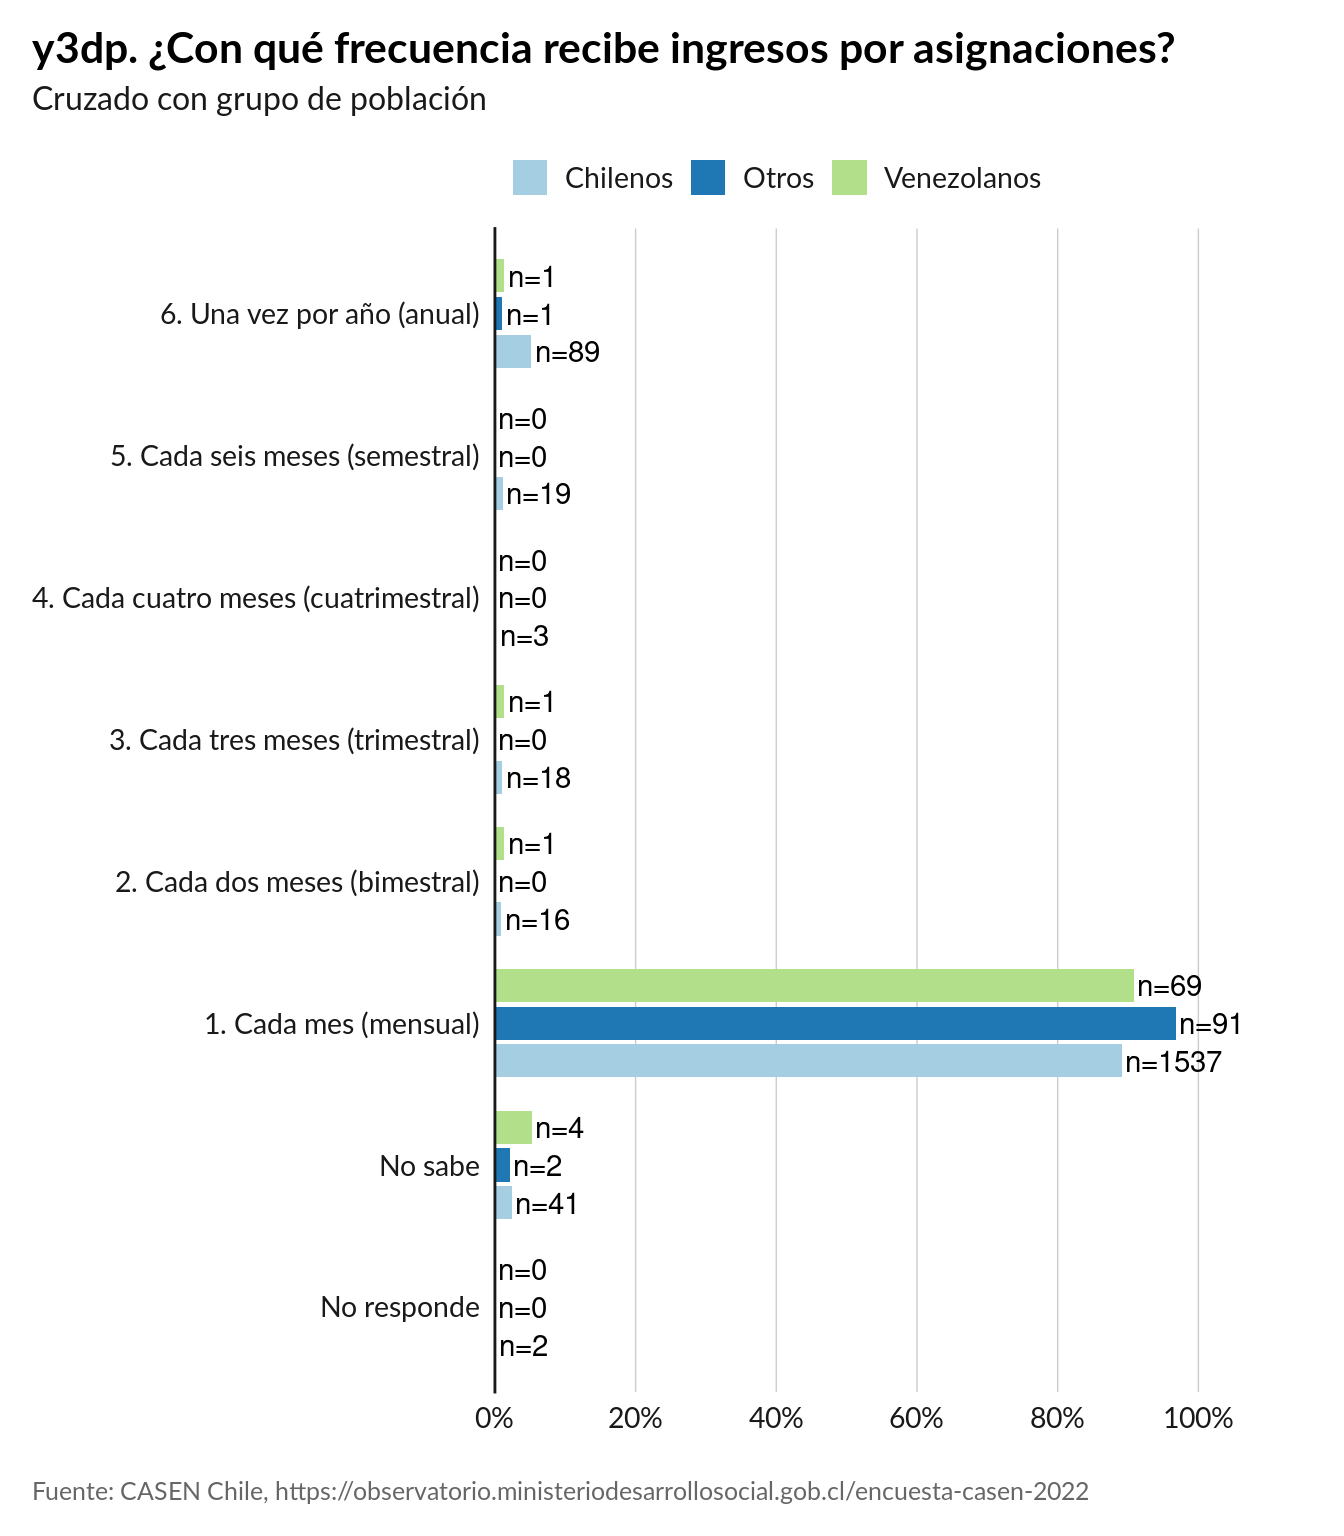 y3dp. ¿Con qué frecuencia recibe ingresos por asignaciones?
Cruzado con grupo de población
Chilenos Otros Venezolanos
n=1
6. Una vez por año (anual) n=1
n=89
n=0
5. Cada seis meses (semestral) n=0
n=19
n=0
4. Cada cuatro meses (cuatrimestral) n=0
n=3
n=1
3. Cada tres meses (trimestral) n=0
n=18
n=1
2. Cada dos meses (bimestral) n=0
n=16
n=69
1. Cada mes (mensual) n=91
n=1537
n=4
No sabe n=2
n=41
n=0
No responde n=0
n=2
0% 20% 40% 60% 80% 100%
Fuente: CASEN Chile, https://observatorio.ministeriodesarrollosocial.gob.cl/encuesta-casen-2022